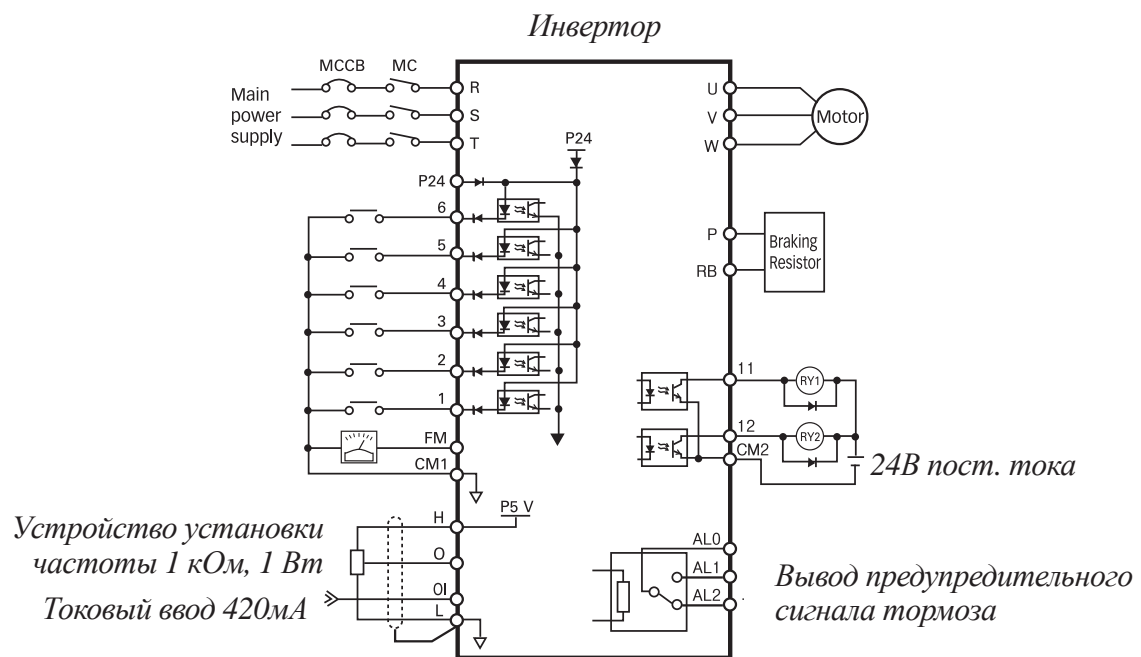 Инвертор
MCCB MC
Main
power
supply
R
S
T
U
V
W
Motor
P24
P24
6
5
4
3
2
1
FM
CM1
P
RB
Braking
Resistor
11
RY1
12
RY2
CM2
24В пост. тока
H
P5 V
O
OI
L
Устройство установки
частоты 1 кОм, 1 Вт
Токовый ввод 420мА
AL0
AL1
AL2
Вывод предупредительного
сигнала тормоза